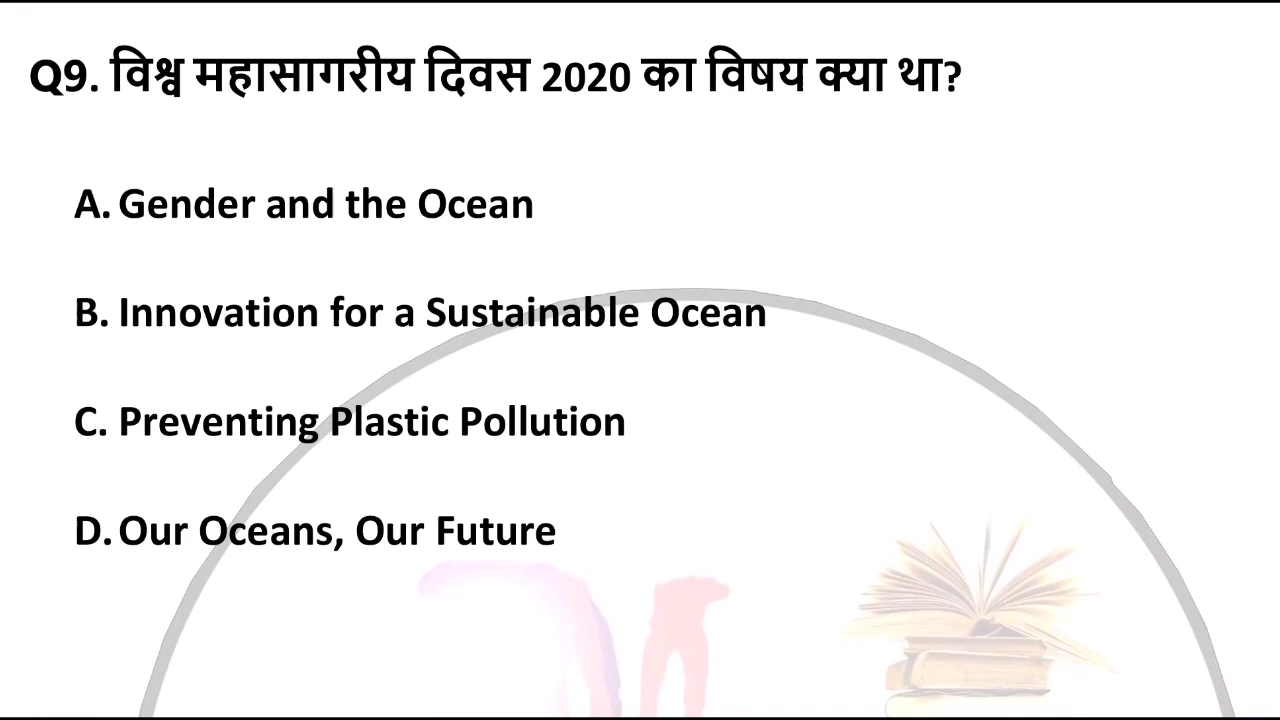 Q9. विश्व महासागरीय दिवस 2020 का विषय क्या था?
A. Gender and the Ocean
B. Innovation for a Sustainable Ocean
C. Preventing Plastic Pollution
D. Our Oceans, Our Future